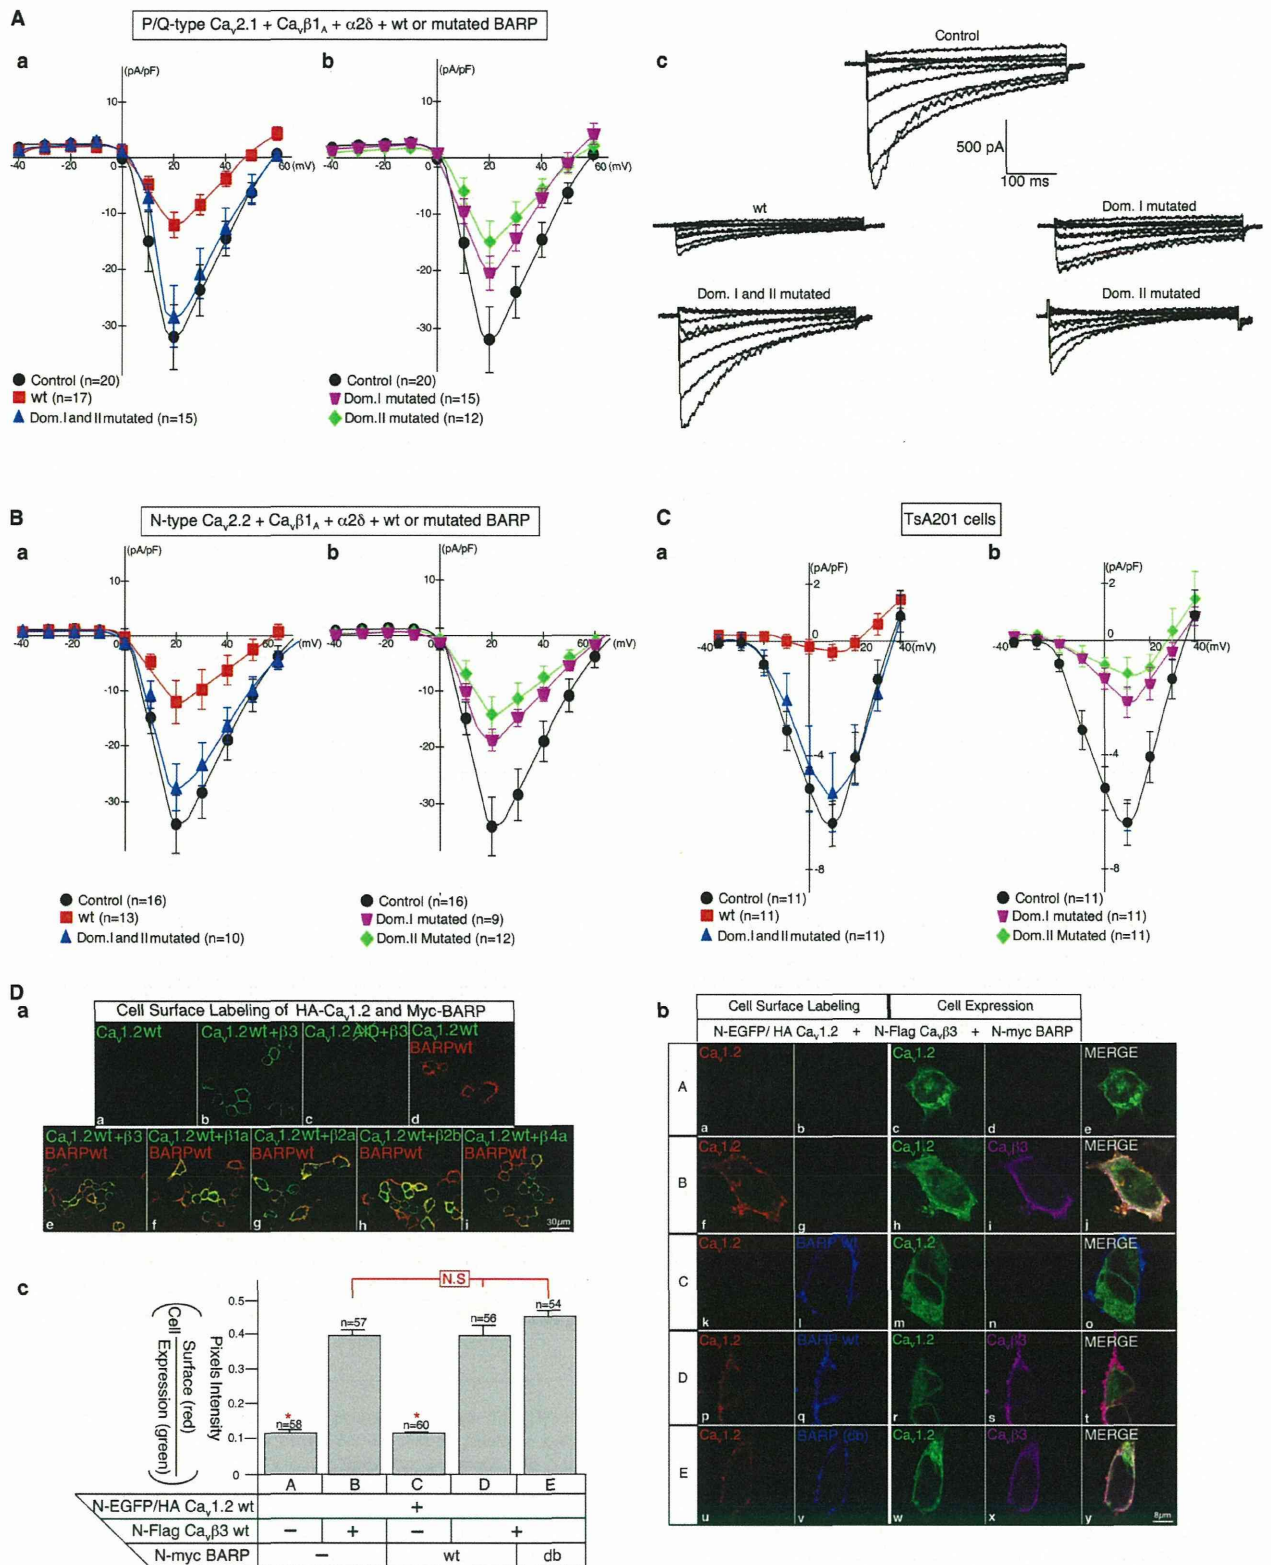 A
P/Q-type Caᵥ2.1 + Caᵥβ1A + α2δ + wt or mutated BARP
a
(pA/pF)
10
-40 -20 20 40 60 (mV)
-10
-20
-30
Control (n=20)
wt (n=17)
Dom.I and II mutated (n=15)
b
(pA/pF)
10
-40 -20 20 40 60 (mV)
-10
-20
-30
Control (n=20)
Dom.I mutated (n=15)
Dom.II mutated (n=12)
c
Control
500 pA
100 ms
wt
Dom. I mutated
Dom. I and II mutated
Dom. II mutated
B
N-type Caᵥ2.2 + Caᵥβ1A + α2δ + wt or mutated BARP
a
(pA/pF)
10
-40 -20 20 40 60 (mV)
-10
-20
-30
Control (n=16)
wt (n=13)
Dom.I and II mutated (n=10)
b
(pA/pF)
10
-40 -20 20 40 60 (mV)
-10
-20
-30
Control (n=16)
Dom.I mutated (n=9)
Dom.II Mutated (n=12)
C
TsA201 cells
a
(pA/pF)
2
0
-40 20 40 (mV)
-4
-8
Control (n=11)
wt (n=11)
Dom.I and II mutated (n=11)
b
(pA/pF)
2
0
-40 20 40 (mV)
-4
-8
Control (n=11)
Dom.I mutated (n=11)
Dom.II Mutated (n=11)
D
a
Cell Surface Labeling of HA-Caᵥ1.2 and Myc-BARP
Caᵥ1.2wt
a
Caᵥ1.2wt+β3
b
Caᵥ1.2 AID+β3
c
Caᵥ1.2wt
BARPwt
d
Caᵥ1.2wt+β3
BARPwt
e
Caᵥ1.2wt+β1a
BARPwt
f
Caᵥ1.2wt+β2a
BARPwt
g
Caᵥ1.2wt+β2b
BARPwt
h
Caᵥ1.2wt+β4a
BARPwt
i
30µm
b
Cell Surface Labeling Cell Expression
N-EGFP/ HA Caᵥ1.2 + N-Flag Caᵥβ3 + N-myc BARP
A
Caᵥ1.2 Caᵥ1.2 MERGE
a b c d e
B
Caᵥ1.2 Caᵥ1.2 Caᵥβ3 MERGE
f g h i j
C
Caᵥ1.2 BARP wt Caᵥ1.2 MERGE
k l m n o
D
Caᵥ1.2 BARP wt Caᵥ1.2 Caᵥβ3 MERGE
p q r s t
E
Caᵥ1.2 BARP (db) Caᵥ1.2 Caᵥβ3 MERGE
u v w x y
8µm
c
Surface (red)
Cell
Expression (green)
Pixels Intensity
0.5
0.4
0.3
0.2
0.1
0
N.S
* n=58
n=57
* n=60
n=56
n=54
A B C D E
N-EGFP/HA Caᵥ1.2 wt +
N-Flag Caᵥβ3 wt − + − +
N-myc BARP − wt db